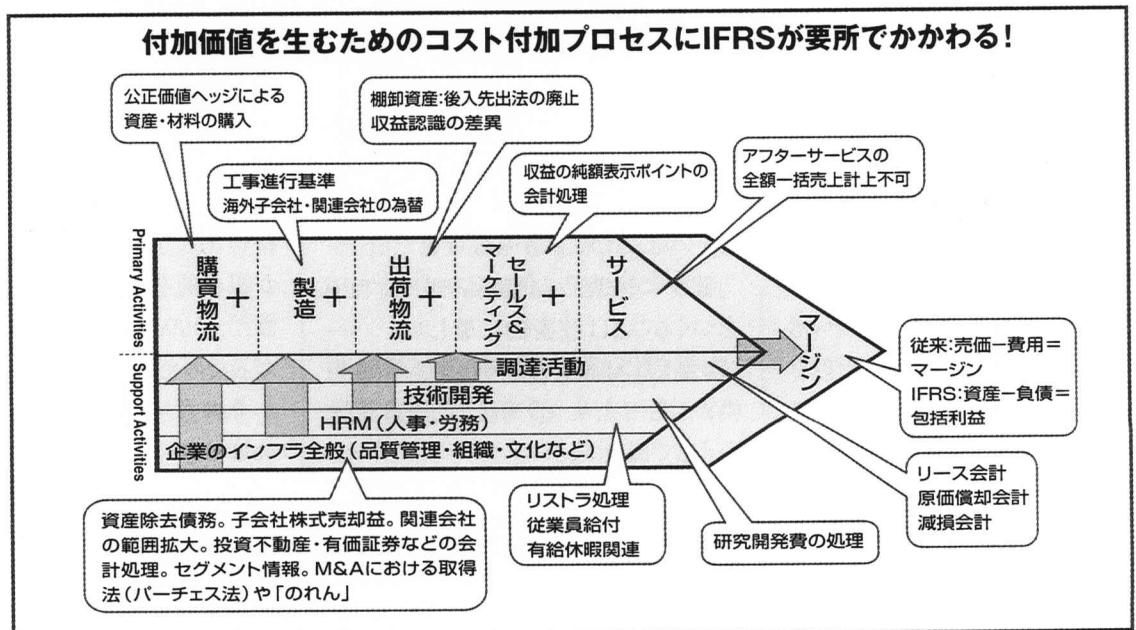 付加価値を生むためのコスト付加プロセスにIFRSが要所でかかわる！
公正価値ヘッジによる
資産・材料の購入
棚卸資産：後入先出法の廃止
収益認識の差異
工事進行基準
海外子会社・関連会社の為替
収益の純額表示ポイントの
会計処理
アフターサービスの
全額一括売上計上不可
Primary Activities
購買物流
+
製造
+
出荷物流
+
セールス&
マーケティング
+
サービス
マージン
Support Activities
調達活動
技術開発
HRM（人事・労務）
企業のインフラ全般（品質管理・組織・文化など）
従来：売価−費用＝
マージン
IFRS：資産−負債＝
包括利益
資産除去債務。子会社株式売却益。関連会社
の範囲拡大。投資不動産・有価証券などの会
計処理。セグメント情報。M&Aにおける取得
法（パーチェス法）や「のれん」
リストラ処理
従業員給付
有給休暇関連
研究開発費の処理
リース会計
原価償却会計
減損会計